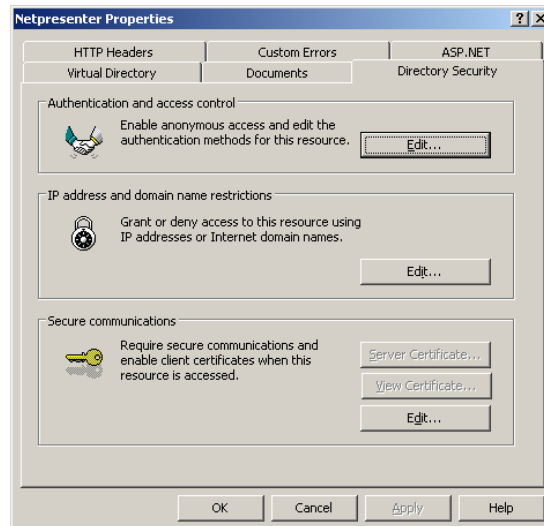 Netpresenter Properties
HTTP Headers
Custom Errors
ASP.NET
Virtual Directory
Documents
Directory Security
Authentication and access control
Enable anonymous access and edit the
authentication methods for this resource.
Edit...
IP address and domain name restrictions
Grant or deny access to this resource using
IP addresses or Internet domain names.
Edit...
Secure communications
Require secure communications and
enable client certificates when this
resource is accessed.
Server Certificate...
View Certificate...
Edit...
OK
Cancel
Apply
Help